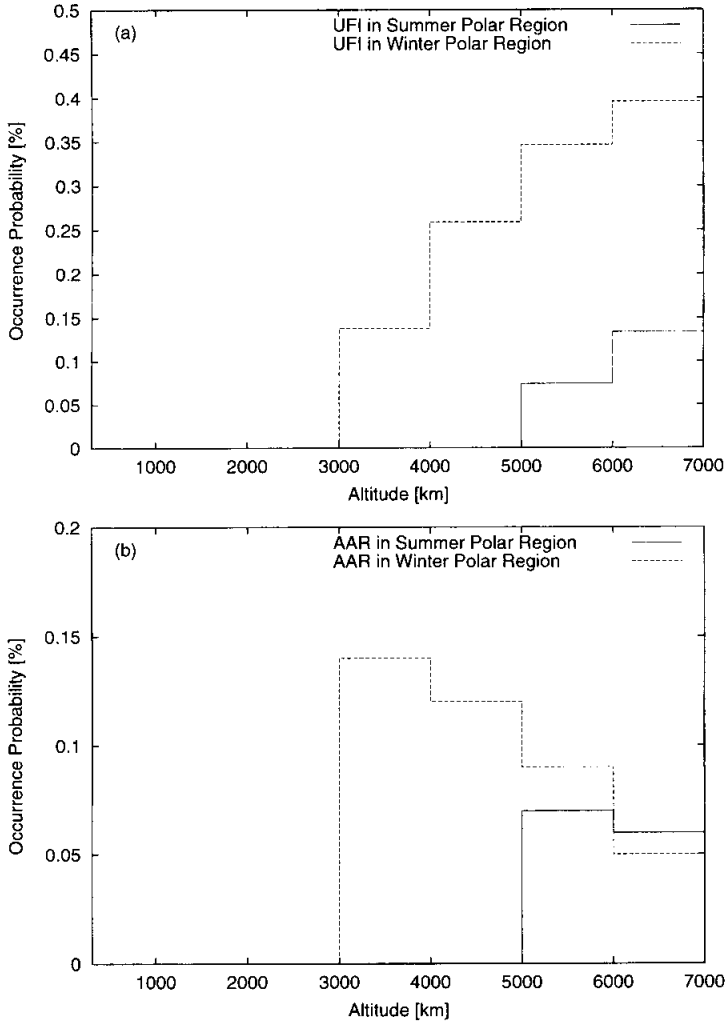 (a)
UFI in Summer Polar Region
UFI in Winter Polar Region
0.5
0.45
0.4
0.35
0.3
0.25
0.2
0.15
0.1
0.05
0
Occurrence Probability [%]
1000 2000 3000 4000 5000 6000 7000
Altitude [km]
(b)
AAR in Summer Polar Region
AAR in Winter Polar Region
0.2
0.15
0.1
0.05
0
Occurrence Probability [%]
1000 2000 3000 4000 5000 6000 7000
Altitude [km]